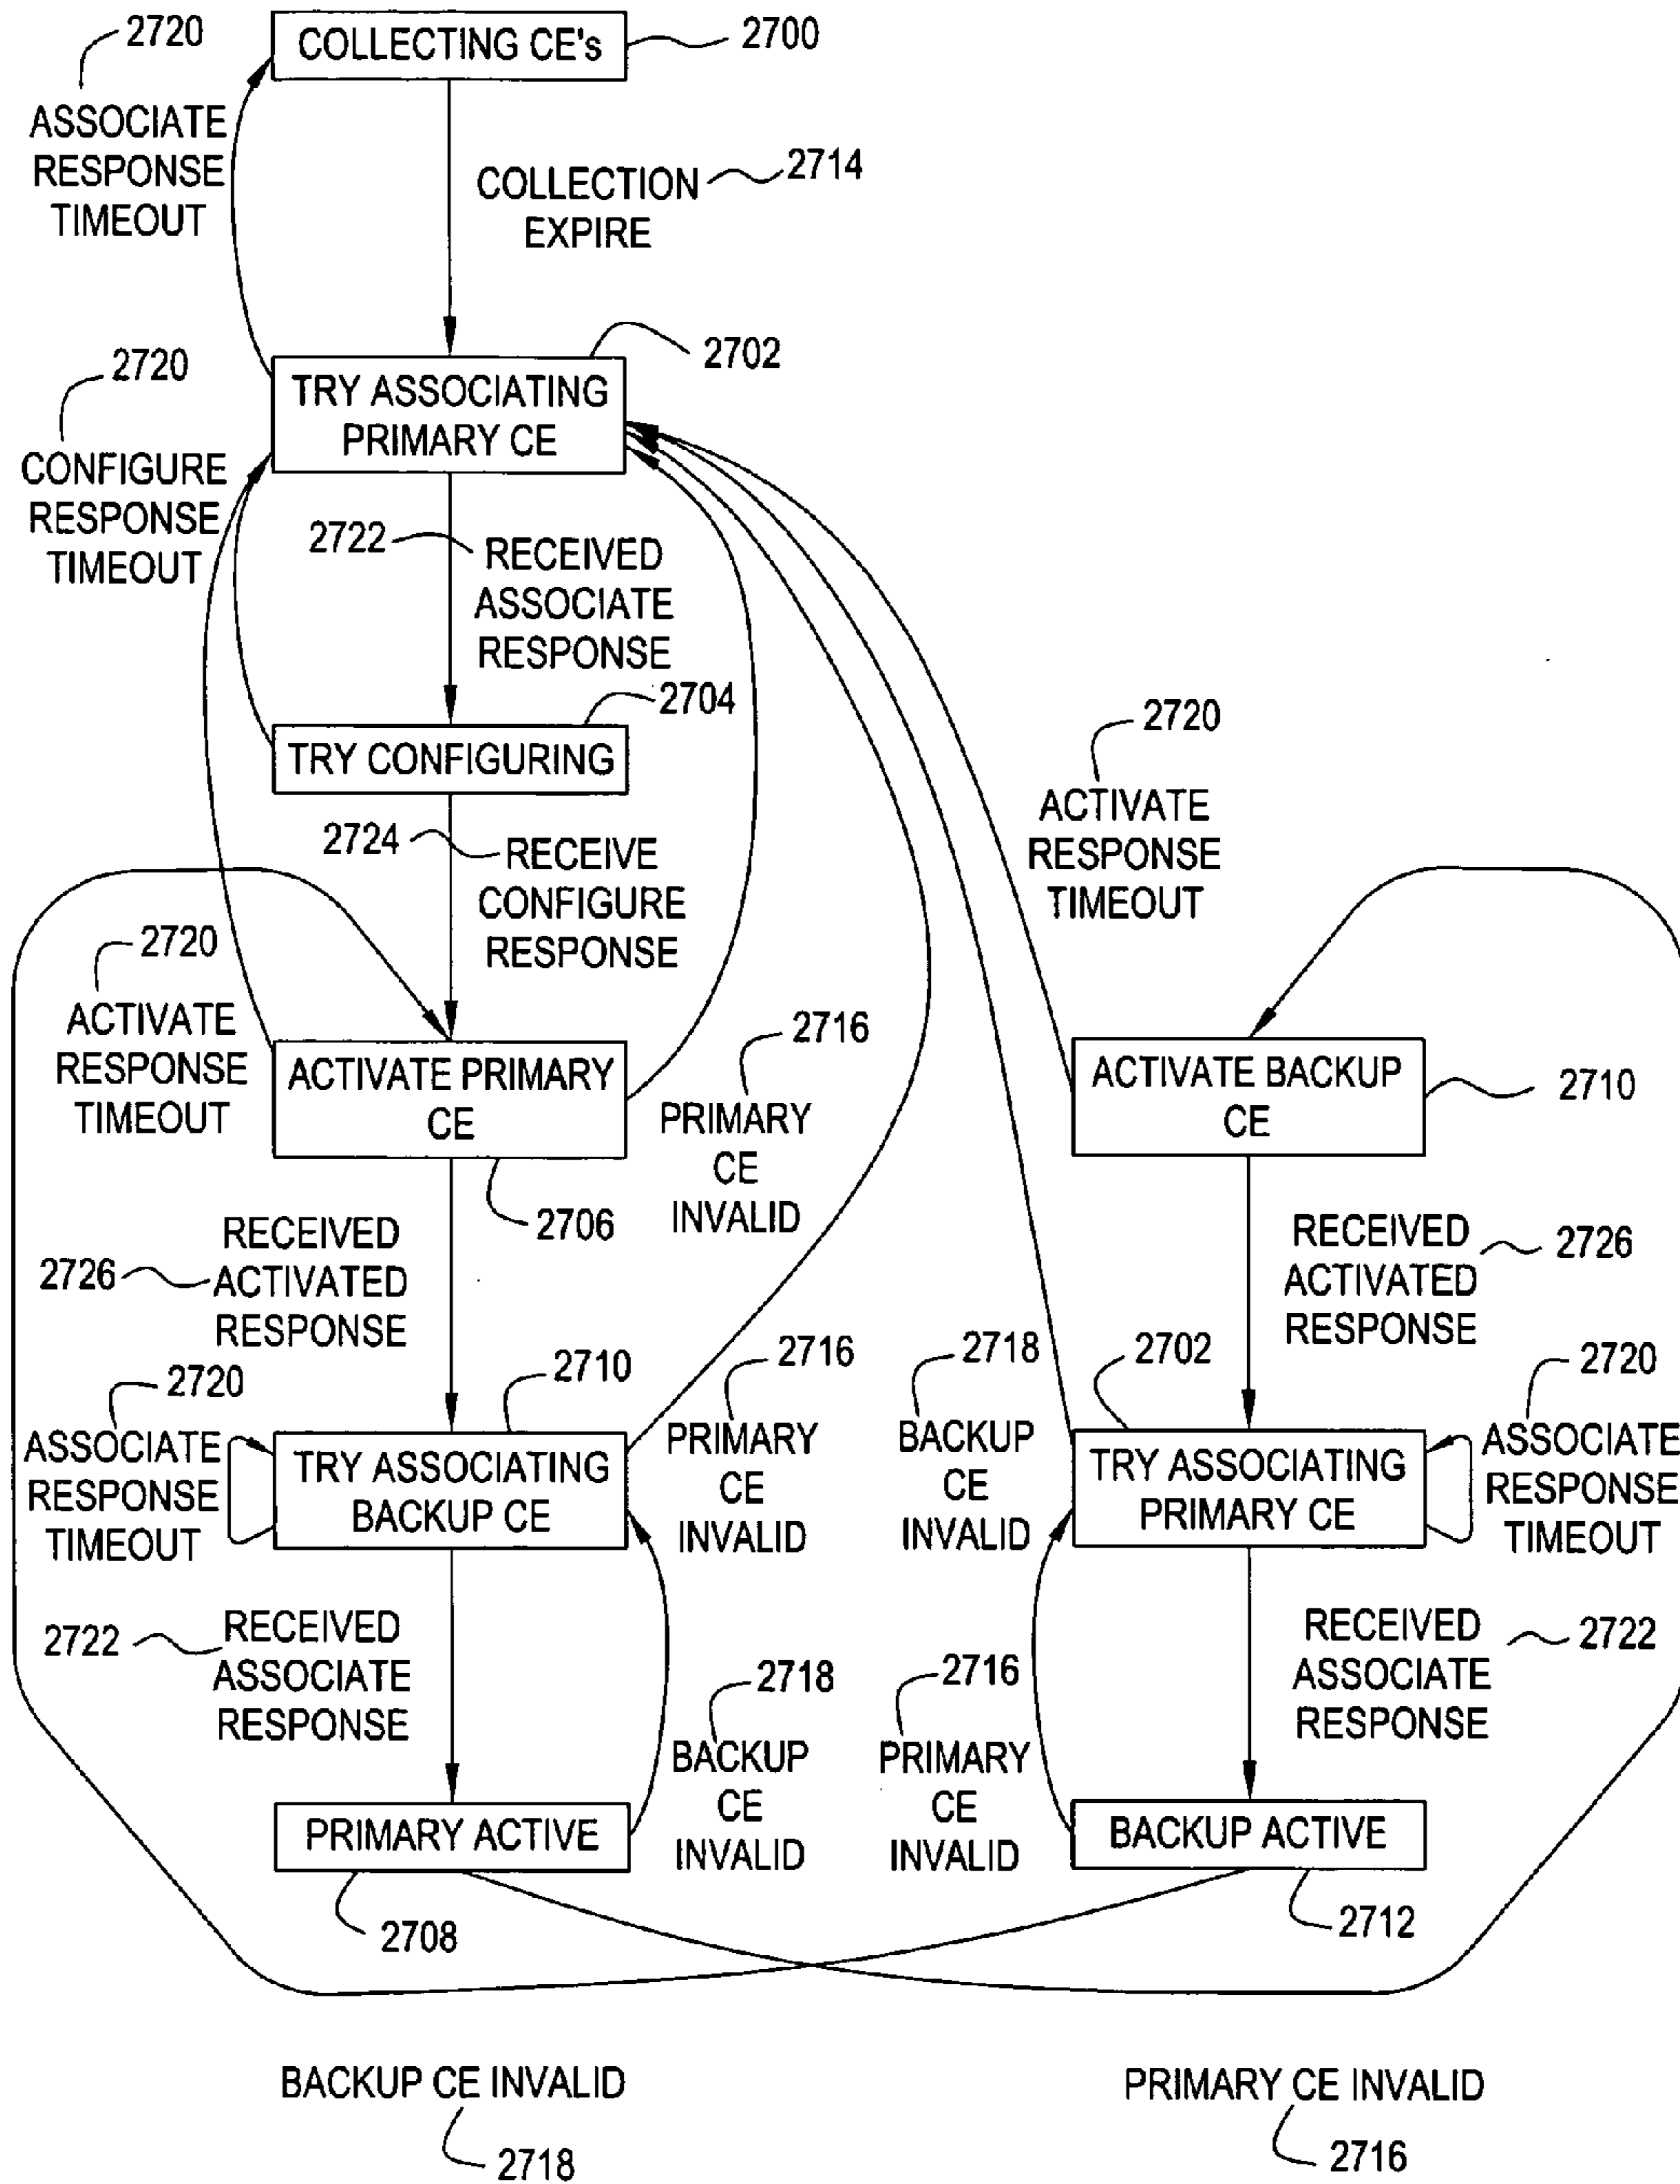 2720
COLLECTING CE's
2700
ASSOCIATE
RESPONSE
TIMEOUT
COLLECTION
EXPIRE
2714
2702
2720
TRY ASSOCIATING
PRIMARY CE
CONFIGURE
RESPONSE
TIMEOUT
2722
RECEIVED
ASSOCIATE
RESPONSE
2704
TRY CONFIGURING
2720
ACTIVATE
RESPONSE
TIMEOUT
2724
RECEIVE
CONFIGURE
RESPONSE
2720
ACTIVATE
RESPONSE
TIMEOUT
ACTIVATE PRIMARY
CE
2706
2716
PRIMARY
CE
INVALID
ACTIVATE BACKUP
CE
2710
RECEIVED
ACTIVATED
RESPONSE
2726
RECEIVED
ACTIVATED
RESPONSE
2726
2720
ASSOCIATE
RESPONSE
TIMEOUT
2710
TRY ASSOCIATING
BACKUP CE
2716
PRIMARY
CE
INVALID
2718
BACKUP
CE
INVALID
2702
TRY ASSOCIATING
PRIMARY CE
2720
ASSOCIATE
RESPONSE
TIMEOUT
2722
RECEIVED
ASSOCIATE
RESPONSE
2718
BACKUP
CE
INVALID
2716
PRIMARY
CE
INVALID
RECEIVED
ASSOCIATE
RESPONSE
2722
PRIMARY ACTIVE
2708
BACKUP ACTIVE
2712
BACKUP CE INVALID
2718
PRIMARY CE INVALID
2716